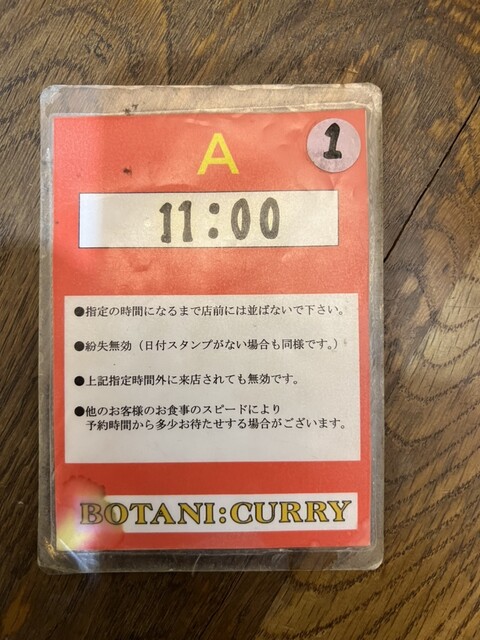 A
1
11:00
●指定の時間になるまで店前には並ばないで下さい。
●紛失無効(日付スタンプがない場合も同様です。)
●上記指定時間外に来店されても無効です。
●他のお客様のお食事のスピードにより
予約時間から多少お待たせする場合がございます。
BOTANI:CURRY